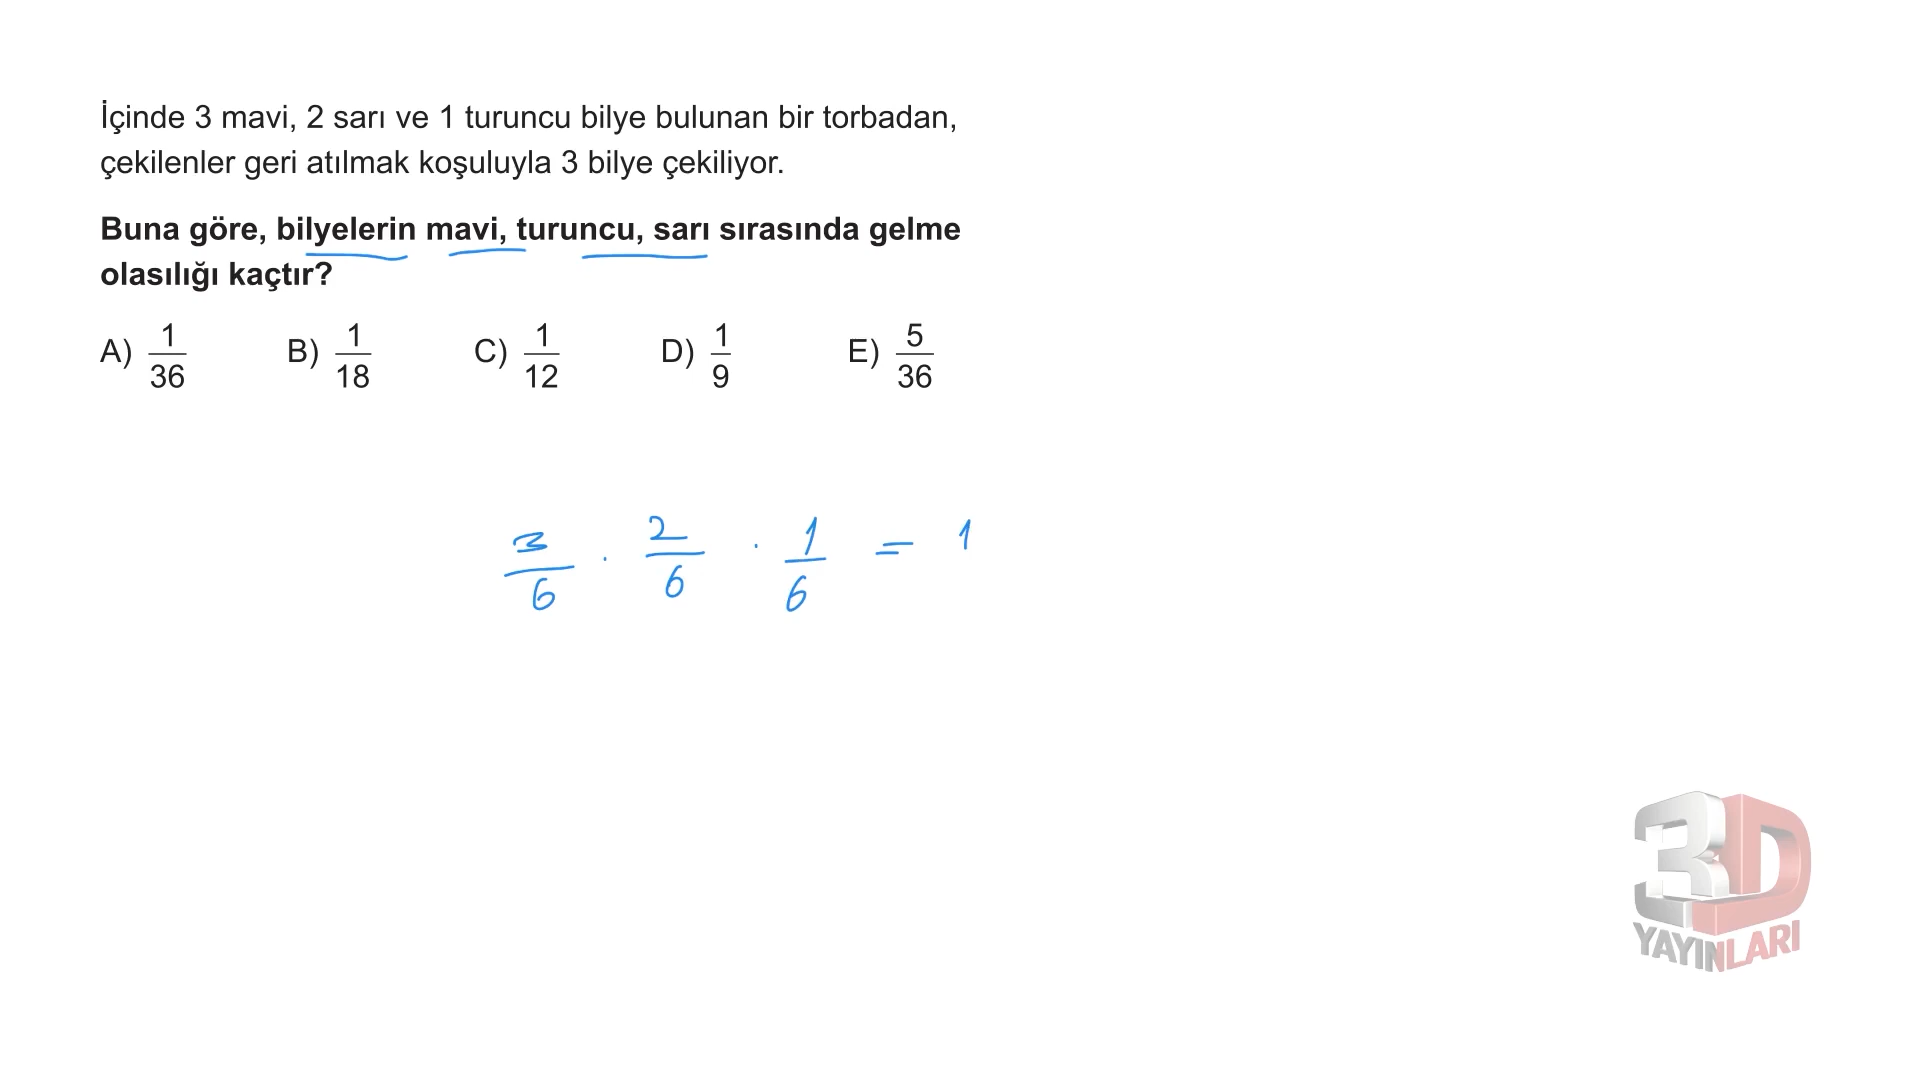 İçinde 3 mavi, 2 sarı ve 1 turuncu bilye bulunan bir torbadan,
çekilenler geri atılmak koşuluyla 3 bilye çekiliyor.
Buna göre, bilyelerin mavi, turuncu, sarı sırasında gelme
olasılığı kaçtır?
A) 1/36 B) 1/18 C) 1/12 D) 1/9 E) 5/36
3/6 . 2/6 . 1/6 = 1
3D
YAYINLARI